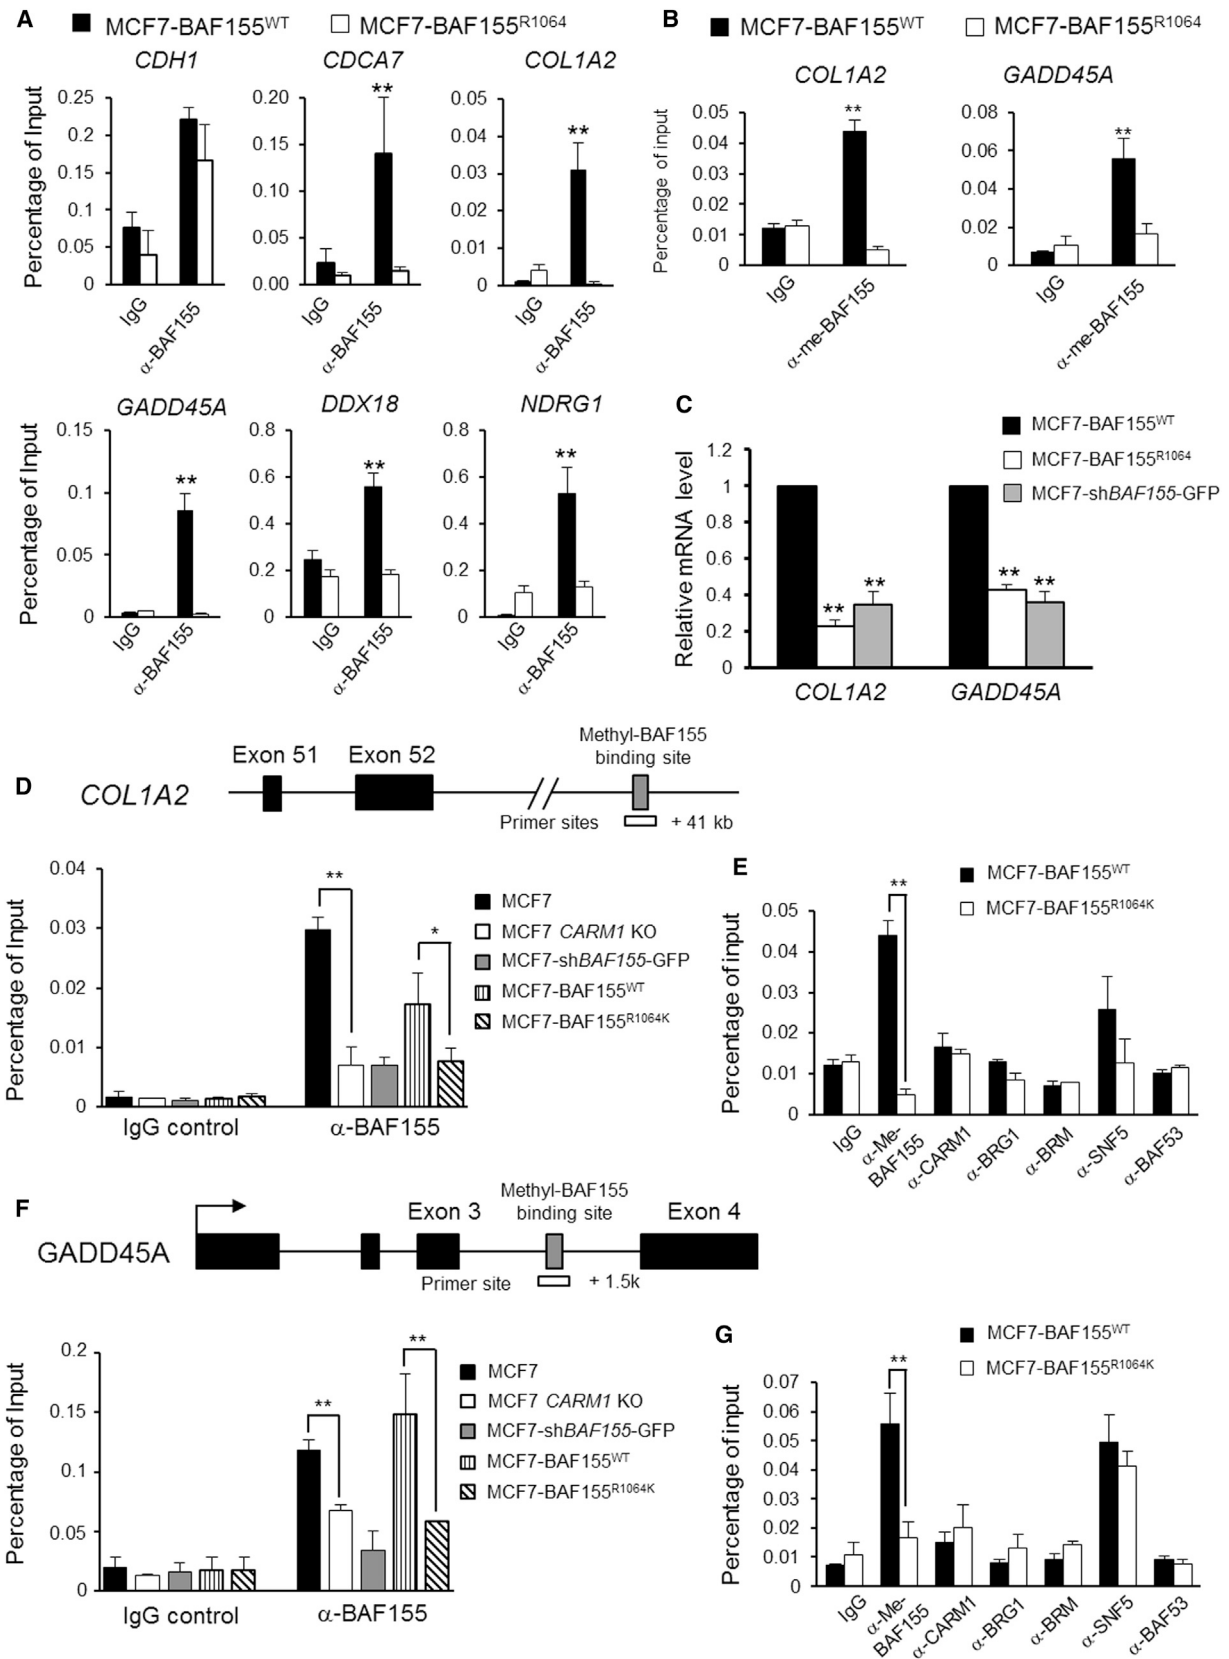 A
MCF7-BAF155WT
MCF7-BAF155R1064
CDH1
CDCA7
COL1A2
Percentage of Input
0.25
0.20
0.15
0.1
0.05
0
IgG
α-BAF155
0.20
0.15
0.10
0.05
0.00
**
IgG
α-BAF155
0.05
0.04
0.03
0.02
0.01
0
**
IgG
α-BAF155
GADD45A
DDX18
NDRG1
Percentage of Input
0.15
0.1
0.05
0
**
IgG
α-BAF155
0.8
0.6
0.4
0.2
0
**
IgG
α-BAF155
0.8
0.6
0.4
0.2
0
**
IgG
α-BAF155
B
MCF7-BAF155WT
MCF7-BAF155R1064
COL1A2
GADD45A
Percentage of input
0.05
0.04
0.03
0.02
0.01
0
**
IgG
α-me-BAF155
0.08
0.06
0.04
0.02
0
**
IgG
α-me-BAF155
C
MCF7-BAF155WT
MCF7-BAF155R1064
MCF7-shBAF155-GFP
Relative mRNA level
1.2
1
0.8
0.6
0.4
0.2
0
**
**
**
**
COL1A2
GADD45A
D
COL1A2
Exon 51
Exon 52
Methyl-BAF155
binding site
Primer sites
+ 41 kb
Percentage of Input
0.04
0.03
0.02
0.01
0
**
*
IgG control
α-BAF155
MCF7
MCF7 CARM1 KO
MCF7-shBAF155-GFP
MCF7-BAF155WT
MCF7-BAF155R1064K
E
MCF7-BAF155WT
MCF7-BAF155R1064K
Percentage of input
0.05
0.04
0.03
0.02
0.01
0
**
IgG
α-Me-
BAF155
α-CARM1
α-BRG1
α-BRM
α-SNF5
α-BAF53
F
GADD45A
Exon 3
Methyl-BAF155
binding site
Exon 4
Primer site
+ 1.5k
Percentage of Input
0.2
0.15
0.1
0.05
0
**
**
IgG control
α-BAF155
MCF7
MCF7 CARM1 KO
MCF7-shBAF155-GFP
MCF7-BAF155WT
MCF7-BAF155R1064K
G
MCF7-BAF155WT
MCF7-BAF155R1064K
Percentage of input
0.07
0.06
0.05
0.04
0.03
0.02
0.01
0
**
IgG
α-Me-
BAF155
α-CARM1
α-BRG1
α-BRM
α-SNF5
α-BAF53